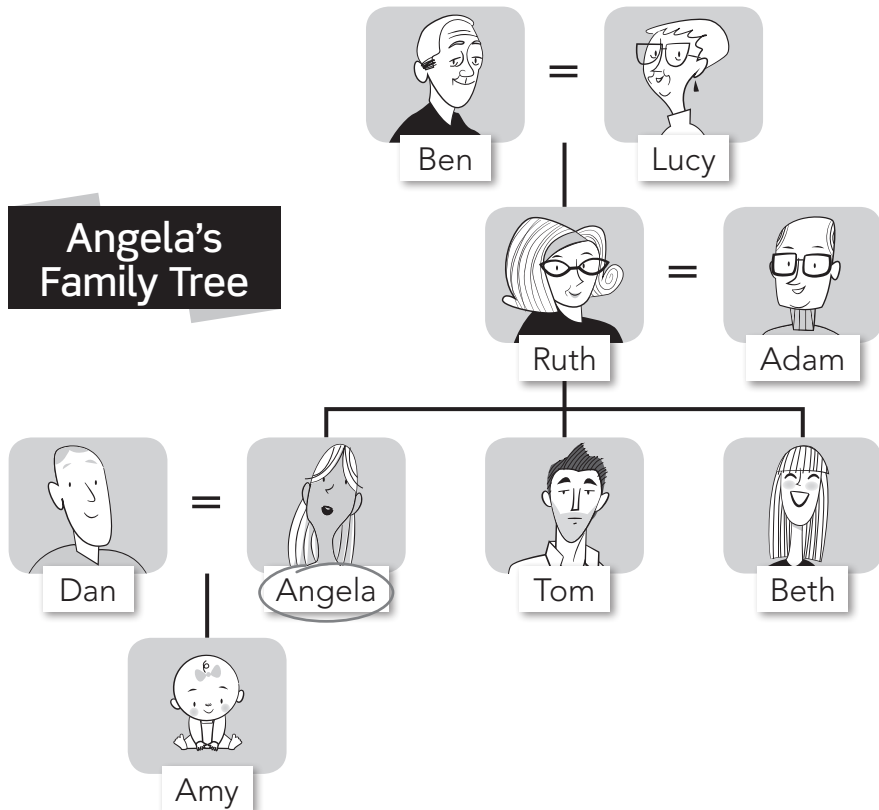 Ben
Lucy
Angela's
Family Tree
Ruth
Adam
Dan
Angela
Tom
Beth
Amy